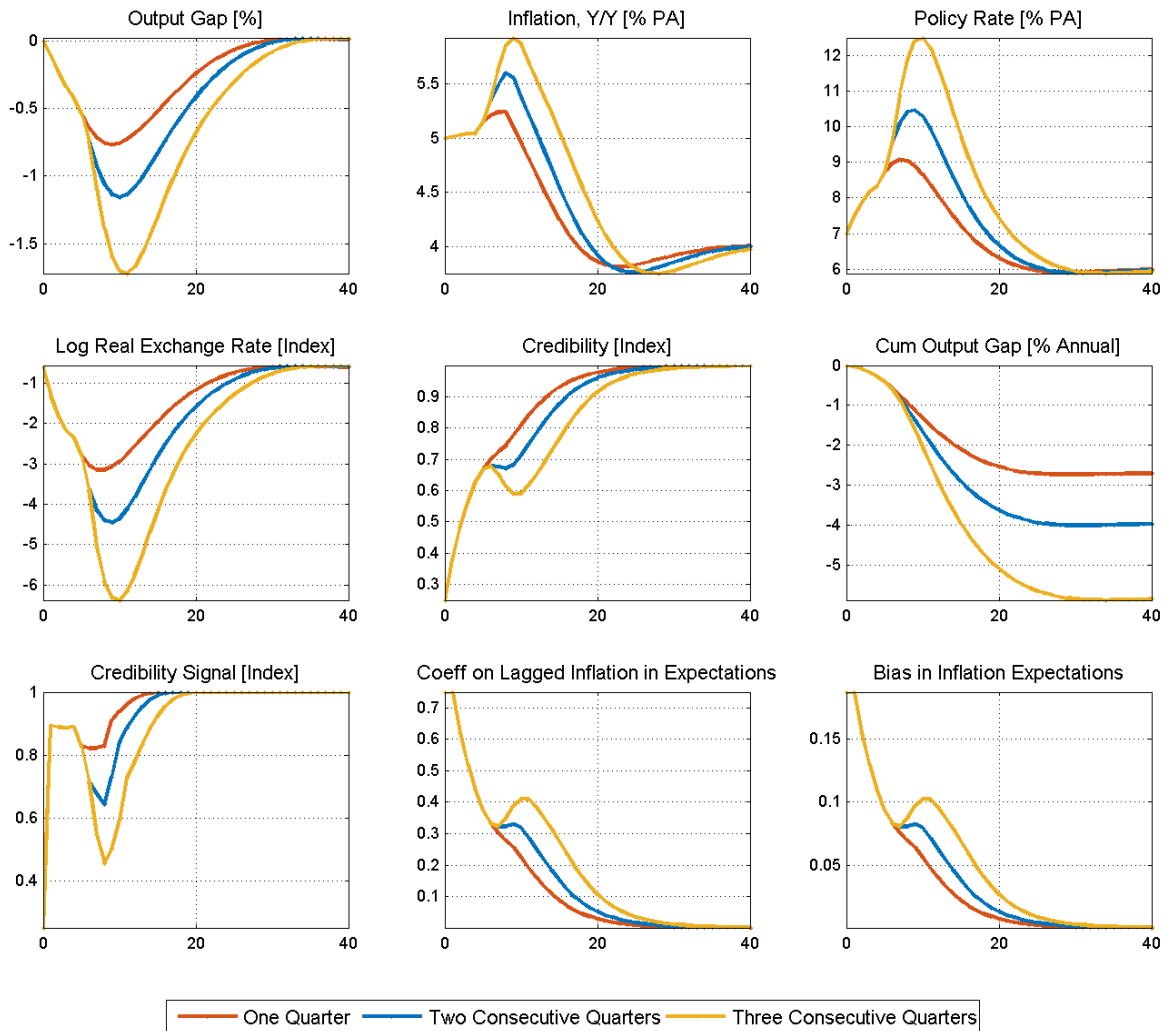 Output Gap [%]
Inflation, Y/Y [% PA]
Policy Rate [% PA]
0
-0.5
-1
-1.5
0 20 40
5.5
5
4.5
4
0 20 40
12
11
10
9
8
7
6
0 20 40
Log Real Exchange Rate [Index]
Credibility [Index]
Cum Output Gap [% Annual]
-1
-2
-3
-4
-5
-6
0 20 40
0.9
0.8
0.7
0.6
0.5
0.4
0.3
0 20 40
0
-1
-2
-3
-4
-5
0 20 40
Credibility Signal [Index]
Coeff on Lagged Inflation in Expectations
Bias in Inflation Expectations
1
0.8
0.6
0.4
0 20 40
0.7
0.6
0.5
0.4
0.3
0.2
0.1
0 20 40
0.15
0.1
0.05
0 20 40
One Quarter Two Consecutive Quarters Three Consecutive Quarters